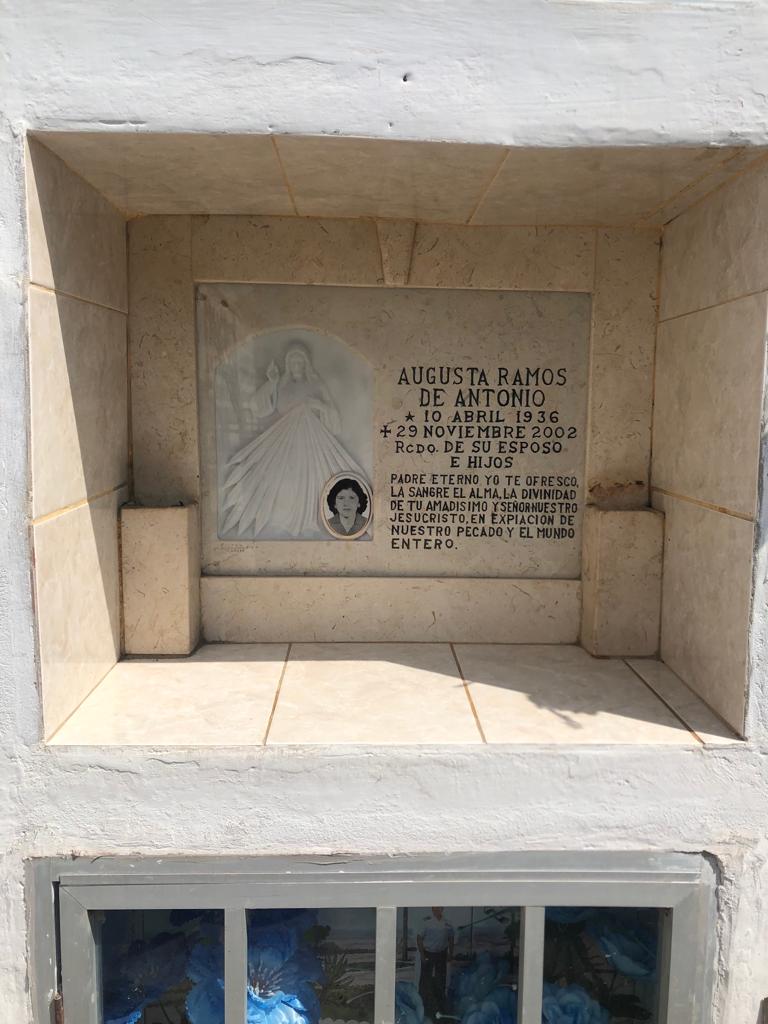 AUGUSTA RAMOS
DE ANTONIO
★ 10 ABRIL 1936
✝ 29 NOVIEMBRE 2002
RCDO. DE SU ESPOSO
E HIJOS
PADRE ETERNO YO TE OFRESCO,
LA SANGRE EL ALMA, LA DIVINIDAD
DE TU AMADISIMO Y SEÑORNUESTRO
JESUCRISTO, EN EXPIACION DE
NUESTRO PECADO Y EL MUNDO
ENTERO.